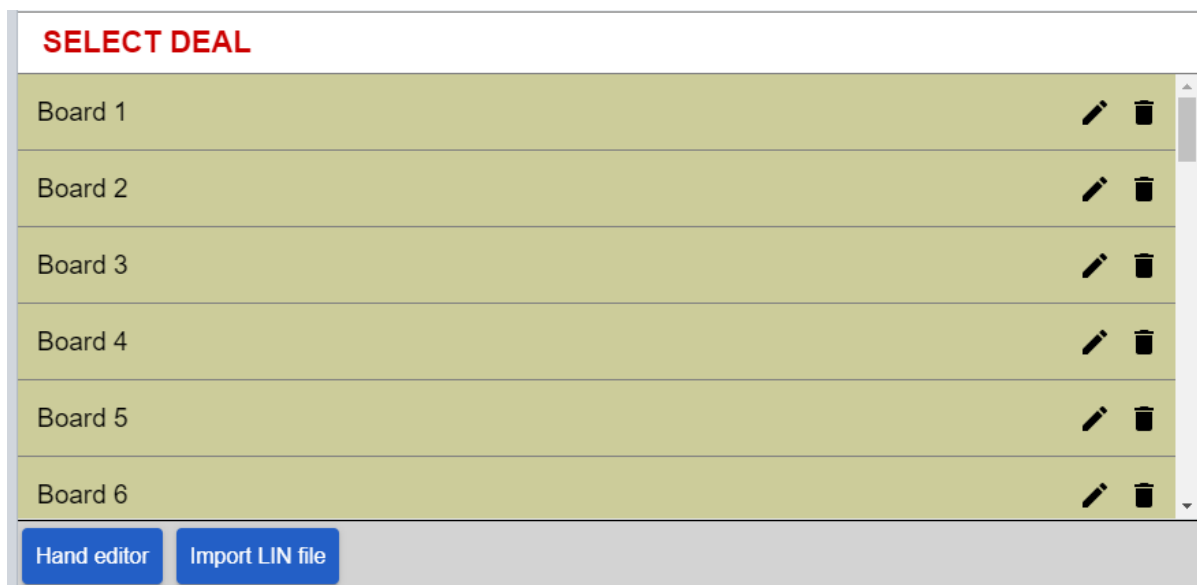 SELECT DEAL
Board 1
Board 2
Board 3
Board 4
Board 5
Board 6
Hand editor Import LIN file